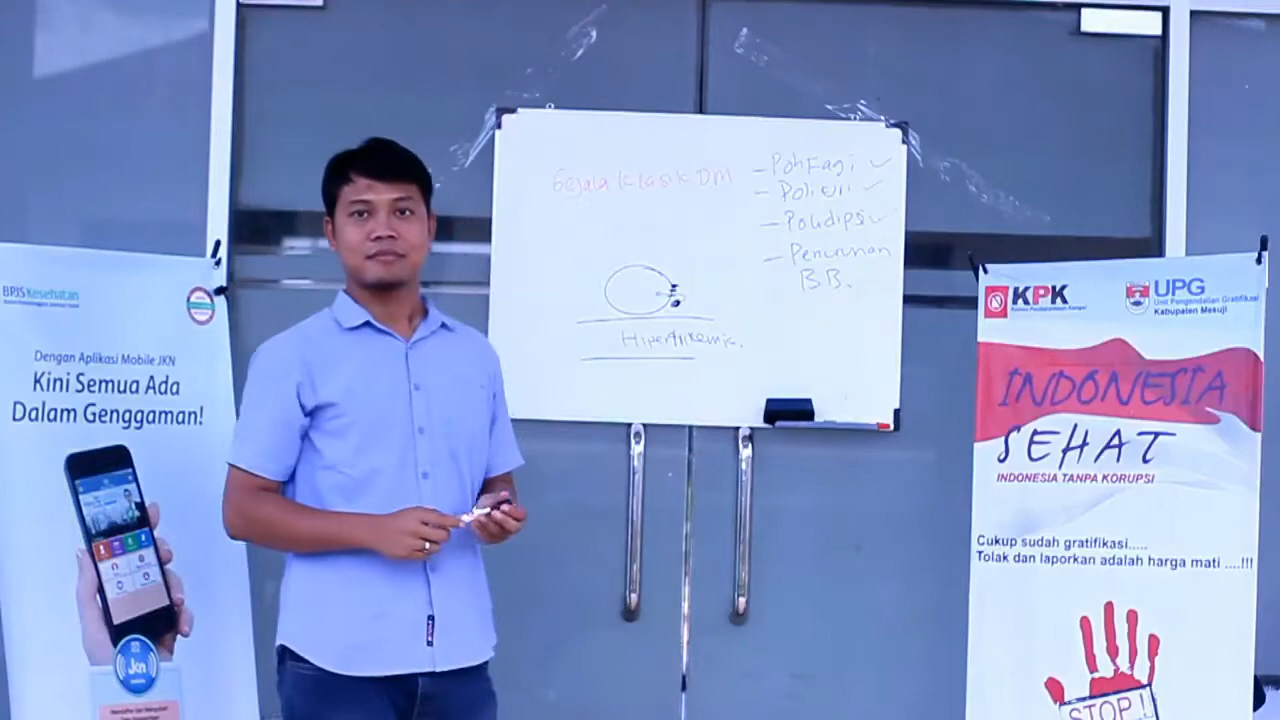 BPJS Kesehatan
Dengan Aplikasi Mobile JKN
Kini Semua Ada
Dalam Genggaman!
Jkn
Gejala Klasik DM
- Polifagi ✓
- Poliuri ✓
- Polidipsi ✓
- Penurunan
BB.
KPK
UPG
Unit Pengendalian Gratifikasi
Kabupaten Mesuji
INDONESIA
SEHAT
INDONESIA TANPA KORUPSI
Cukup sudah gratifikasi.....
Tolak dan laporkan adalah harga mati ....!!!
STOP !